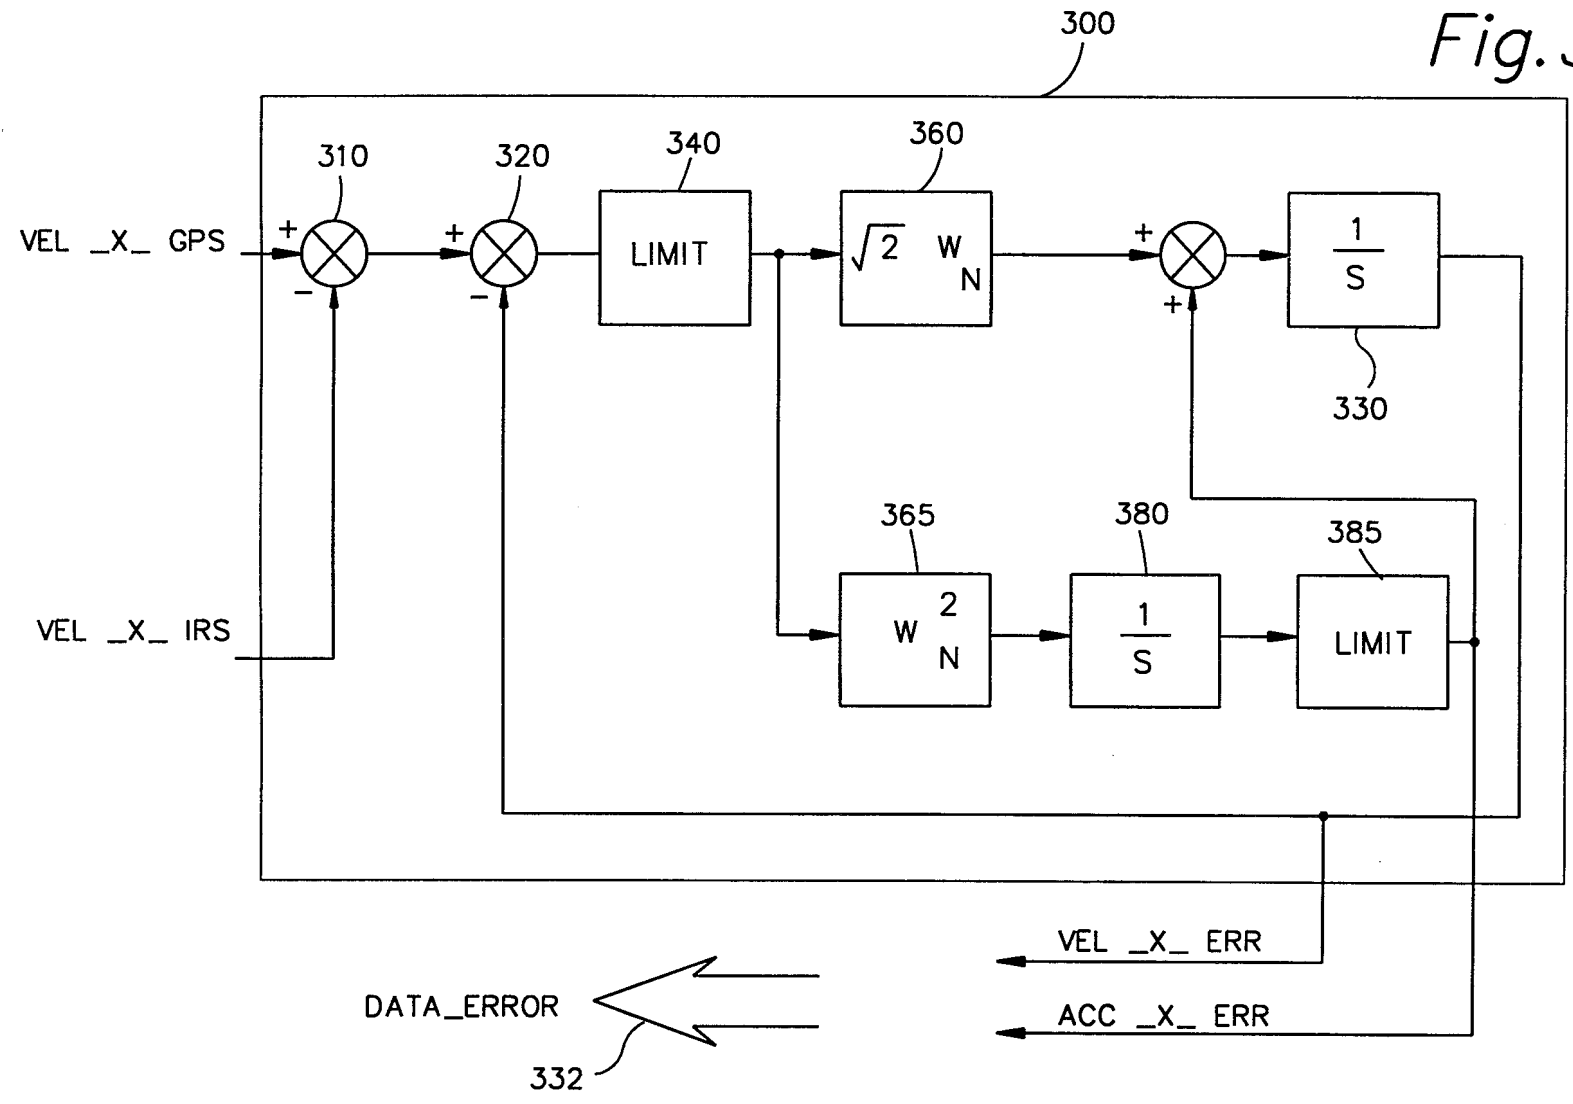 300
Fig.
310
320
340
360
+
VEL _X_ GPS
−
+
−
LIMIT
√2 W N
+
+
1
S
330
365
380
385
VEL _X_ IRS
W 2 N
1
S
LIMIT
VEL _X_ ERR
DATA_ERROR
ACC _X_ ERR
332